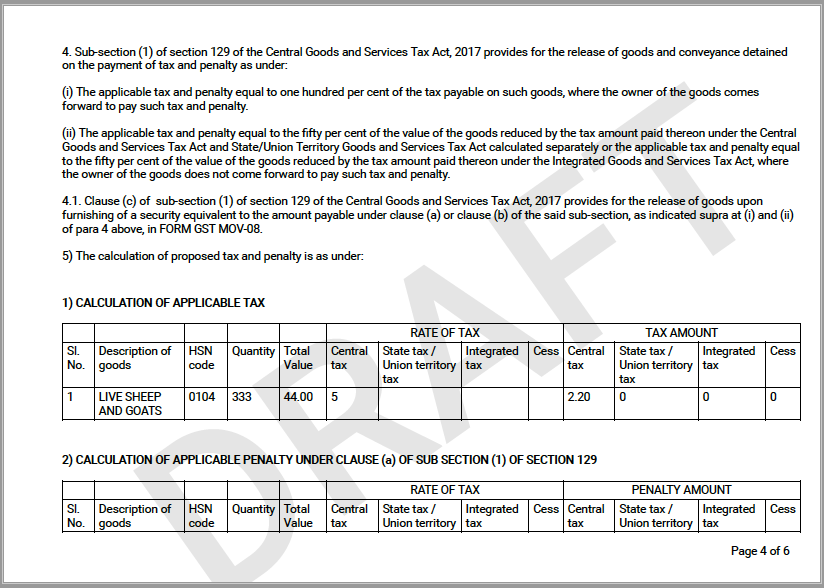 4. Sub-section (1) of section 129 of the Central Goods and Services Tax Act, 2017 provides for the release of goods and conveyance detained
on the payment of tax and penalty as under:
(i) The applicable tax and penalty equal to one hundred per cent of the tax payable on such goods, where the owner of the goods comes
forward to pay such tax and penalty.
(ii) The applicable tax and penalty equal to the fifty per cent of the value of the goods reduced by the tax amount paid thereon under the Central
Goods and Services Tax Act and State/Union Territory Goods and Services Tax Act calculated separately or the applicable tax and penalty equal
to the fifty per cent of the value of the goods reduced by the tax amount paid thereon under the Integrated Goods and Services Tax Act, where
the owner of the goods does not come forward to pay such tax and penalty.
4.1. Clause (c) of sub-section (1) of section 129 of the Central Goods and Services Tax Act, 2017 provides for the release of goods upon
furnishing of a security equivalent to the amount payable under clause (a) or clause (b) of the said sub-section, as indicated supra at (i) and (ii)
of para 4 above, in FORM GST MOV-08.
5) The calculation of proposed tax and penalty is as under:
1) CALCULATION OF APPLICABLE TAX
RATE OF TAX TAX AMOUNT
Sl. Description of HSN Quantity Total Central State tax / Integrated Cess Central State tax / Integrated Cess
No. goods code Value tax Union territory tax tax Union territory tax
tax tax
1 LIVE SHEEP 0104 333 44.00 5 2.20 0 0 0
AND GOATS
2) CALCULATION OF APPLICABLE PENALTY UNDER CLAUSE (a) OF SUB SECTION (1) OF SECTION 129
RATE OF TAX PENALTY AMOUNT
Sl. Description of HSN Quantity Total Central State tax / Integrated Cess Central State tax / Integrated Cess
No. goods code Value tax Union territory tax tax Union territory tax
Page 4 of 6
DRAFT